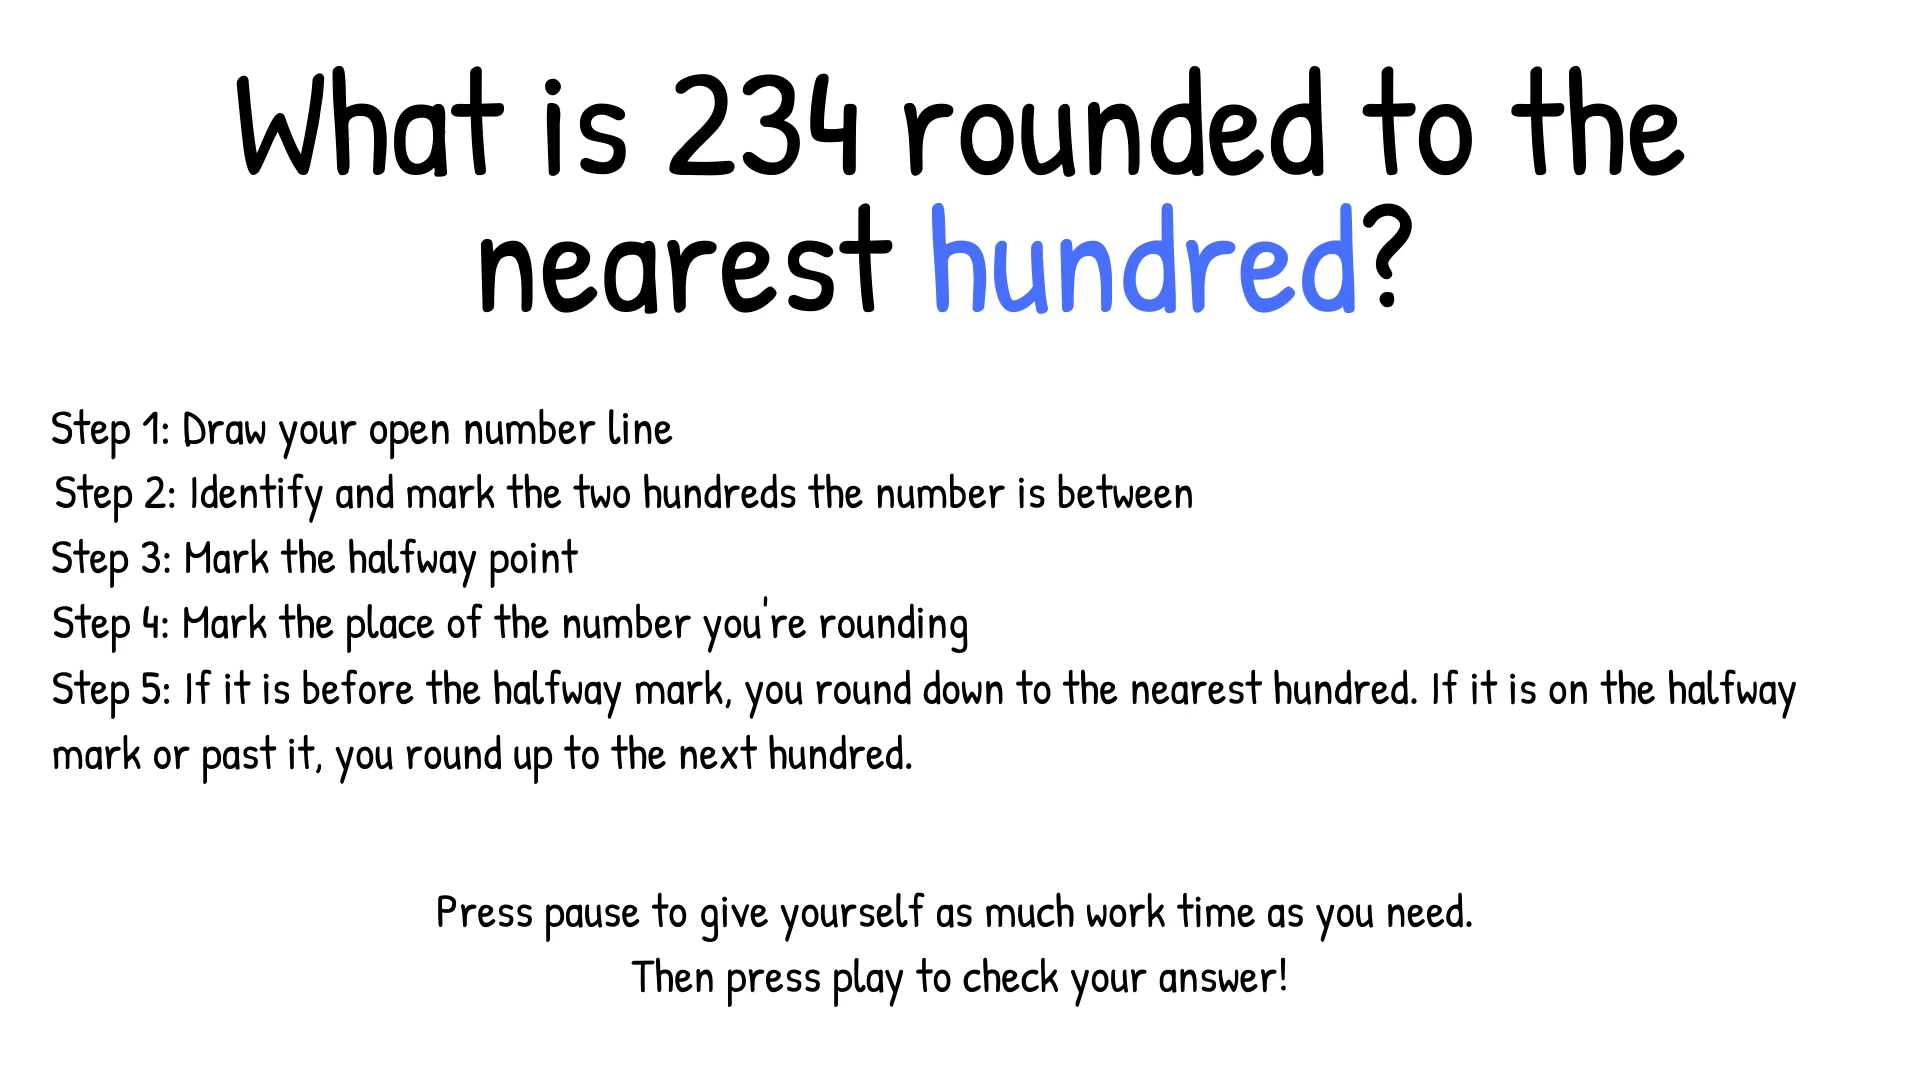 What is 234 rounded to the
nearest hundred?
Step 1: Draw your open number line
Step 2: Identify and mark the two hundreds the number is between
Step 3: Mark the halfway point
Step 4: Mark the place of the number you're rounding
Step 5: If it is before the halfway mark, you round down to the nearest hundred. If it is on the halfway
mark or past it, you round up to the next hundred.
Press pause to give yourself as much work time as you need.
Then press play to check your answer!